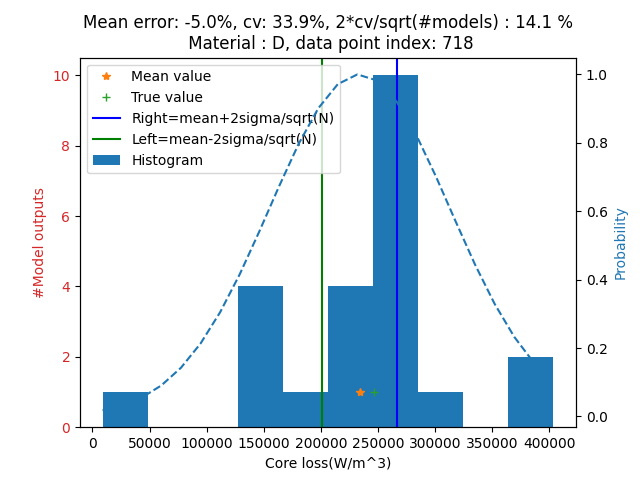 Mean error: -5.0%, cv: 33.9%, 2*cv/sqrt(#models) : 14.1 %
Material : D, data point index: 718
Mean value
True value
Right=mean+2sigma/sqrt(N)
Left=mean-2sigma/sqrt(N)
Histogram
10
8
6
4
2
0
#Model outputs
1.0
0.8
0.6
0.4
0.2
0.0
Probability
0 50000 100000 150000 200000 250000 300000 350000 400000
Core loss(W/m^3)